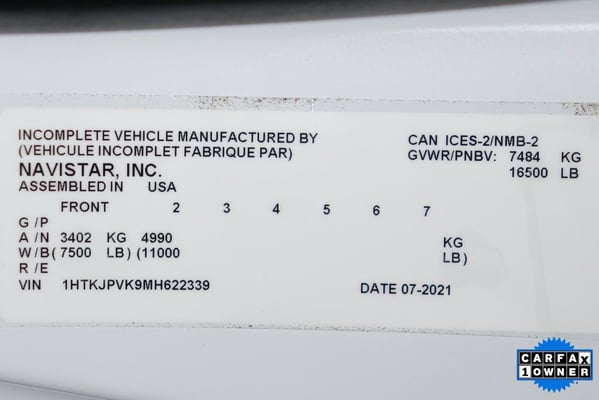 INCOMPLETE VEHICLE MANUFACTURED BY
(VEHICULE INCOMPLET FABRIQUE PAR)
NAVISTAR, INC.
ASSEMBLED IN USA
CAN ICES-2/NMB-2
GVWR/PNBV: 7484 KG
16500 LB
FRONT 2 3 4 5 6 7
G /P
A /N 3402 KG 4990 KG
W/B( 7500 LB) (11000 LB)
R /E
VIN 1HTKJPVK9MH622339
DATE 07-2021
CARFAX
1 OWNER